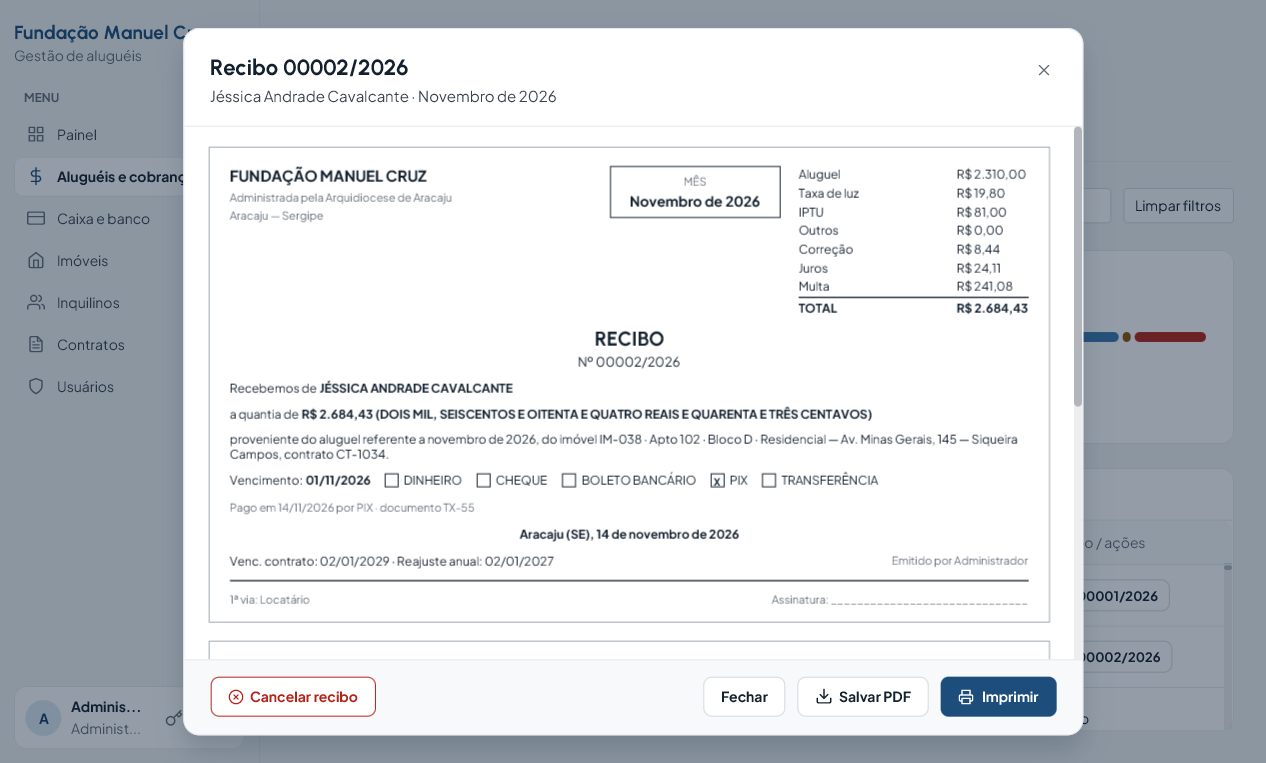 Fundação Manuel Cr
Gestão de aluguéis
MENU
Painel
Aluguéis e cobranç
Caixa e banco
Imóveis
Inquilinos
Contratos
Usuários
A
Adminis...
Administ...
Limpar filtros
o / ações
00001/2026
00002/2026
Recibo 00002/2026
Jéssica Andrade Cavalcante · Novembro de 2026
FUNDAÇÃO MANUEL CRUZ
Administrada pela Arquidiocese de Aracaju
Aracaju — Sergipe
MÊS
Novembro de 2026
Aluguel R$ 2.310,00
Taxa de luz R$ 19,80
IPTU R$ 81,00
Outros R$ 0,00
Correção R$ 8,44
Juros R$ 24,11
Multa R$ 241,08
TOTAL R$ 2.684,43
RECIBO
Nº 00002/2026
Recebemos de JÉSSICA ANDRADE CAVALCANTE
a quantia de R$ 2.684,43 (DOIS MIL, SEISCENTOS E OITENTA E QUATRO REAIS E QUARENTA E TRÊS CENTAVOS)
proveniente do aluguel referente a novembro de 2026, do imóvel IM-038 · Apto 102 · Bloco D · Residencial — Av. Minas Gerais, 145 — Siqueira
Campos, contrato CT-1034.
Vencimento: 01/11/2026 DINHEIRO CHEQUE BOLETO BANCÁRIO x PIX TRANSFERÊNCIA
Pago em 14/11/2026 por PIX · documento TX-55
Aracaju (SE), 14 de novembro de 2026
Venc. contrato: 02/01/2029 · Reajuste anual: 02/01/2027 Emitido por Administrador
1ª via: Locatário Assinatura: ______________________________
Cancelar recibo
Fechar
Salvar PDF
Imprimir